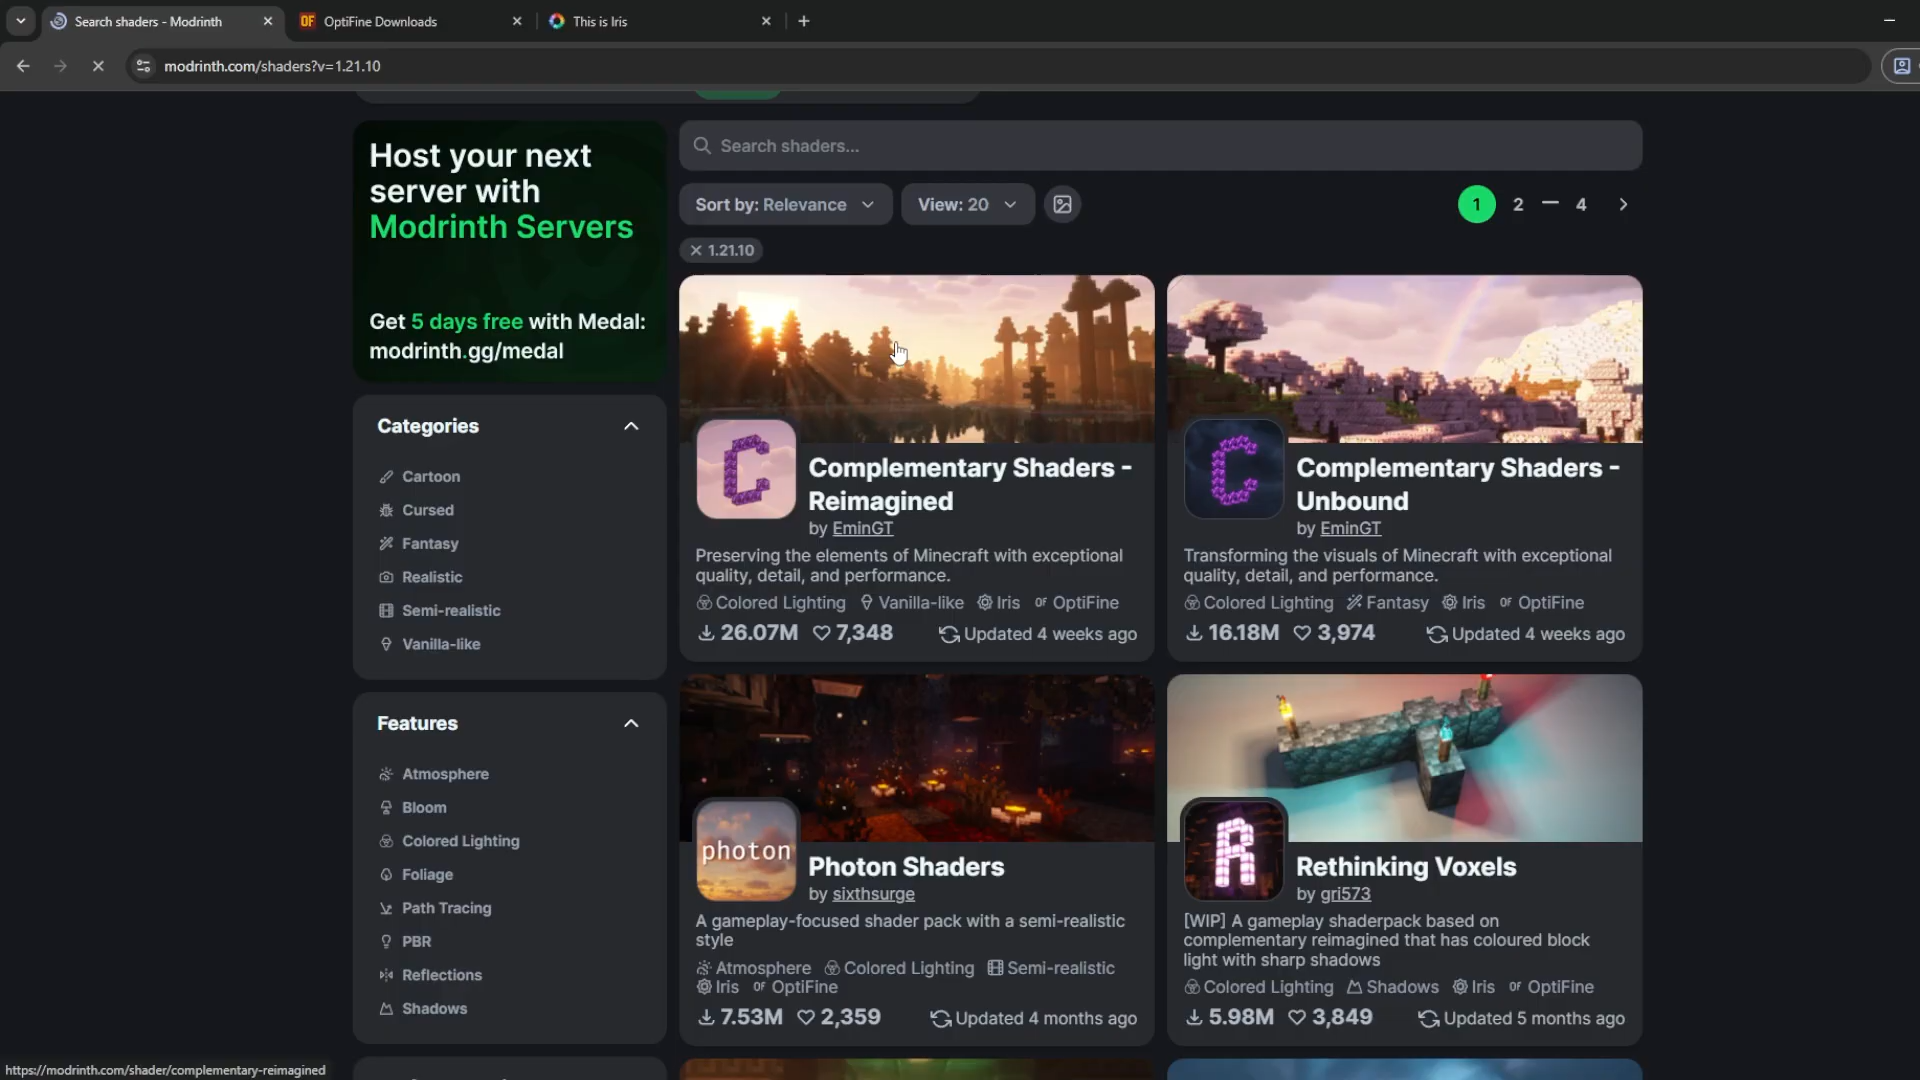 Search shaders - Modrinth
OF OptiFine Downloads
This is Iris
modrinth.com/shaders?v=1.21.10
Host your next
server with
Modrinth Servers
Get 5 days free with Medal:
modrinth.gg/medal
Search shaders...
Sort by: Relevance
View: 20
1 2 — 4
1.21.10
Categories
Cartoon
Cursed
Fantasy
Realistic
Semi-realistic
Vanilla-like
Features
Atmosphere
Bloom
Colored Lighting
Foliage
Path Tracing
PBR
Reflections
Shadows
Complementary Shaders -
Reimagined
by EminGT
Preserving the elements of Minecraft with exceptional
quality, detail, and performance.
Colored Lighting Vanilla-like Iris OF OptiFine
26.07M 7,348 Updated 4 weeks ago
Complementary Shaders -
Unbound
by EminGT
Transforming the visuals of Minecraft with exceptional
quality, detail, and performance.
Colored Lighting Fantasy Iris OF OptiFine
16.18M 3,974 Updated 4 weeks ago
photon
Photon Shaders
by sixthsurge
A gameplay-focused shader pack with a semi-realistic
style
Atmosphere Colored Lighting Semi-realistic
Iris OF OptiFine
7.53M 2,359 Updated 4 months ago
Rethinking Voxels
by gri573
[WIP] A gameplay shaderpack based on
complementary reimagined that has coloured block
light with sharp shadows
Colored Lighting Shadows Iris OF OptiFine
5.98M 3,849 Updated 5 months ago
https://modrinth.com/shader/complementary-reimagined